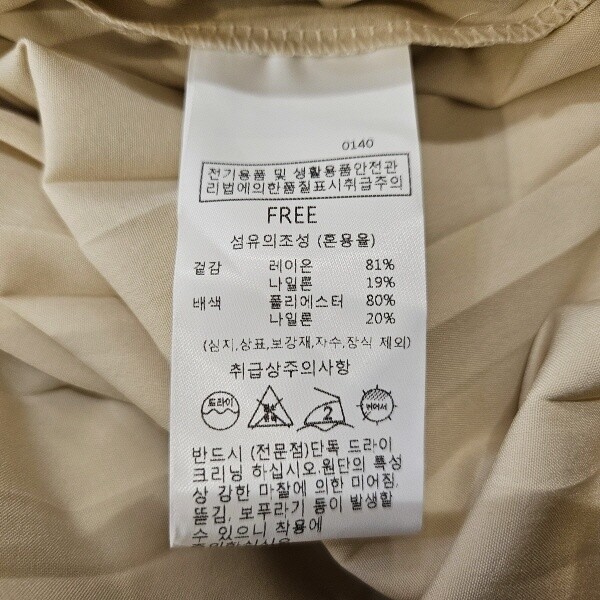 0140
전기용품 및 생활용품안전관
리법에의한품질표시취급주의
FREE
섬유의조성 (혼용율)
겉감 레이온 81%
나일론 19%
배색 폴리에스터 80%
나일론 20%
(심지,상표,보강재,자수,장식 제외)
취급상주의사항
드라이 2 뉘어서
반드시 (전문점)단독 드라이
크리닝 하십시오.원단의 특성
상 강한 마찰에 의한 미어짐,
뜯김, 보푸라기 등이 발생할
수 있으니 착용에